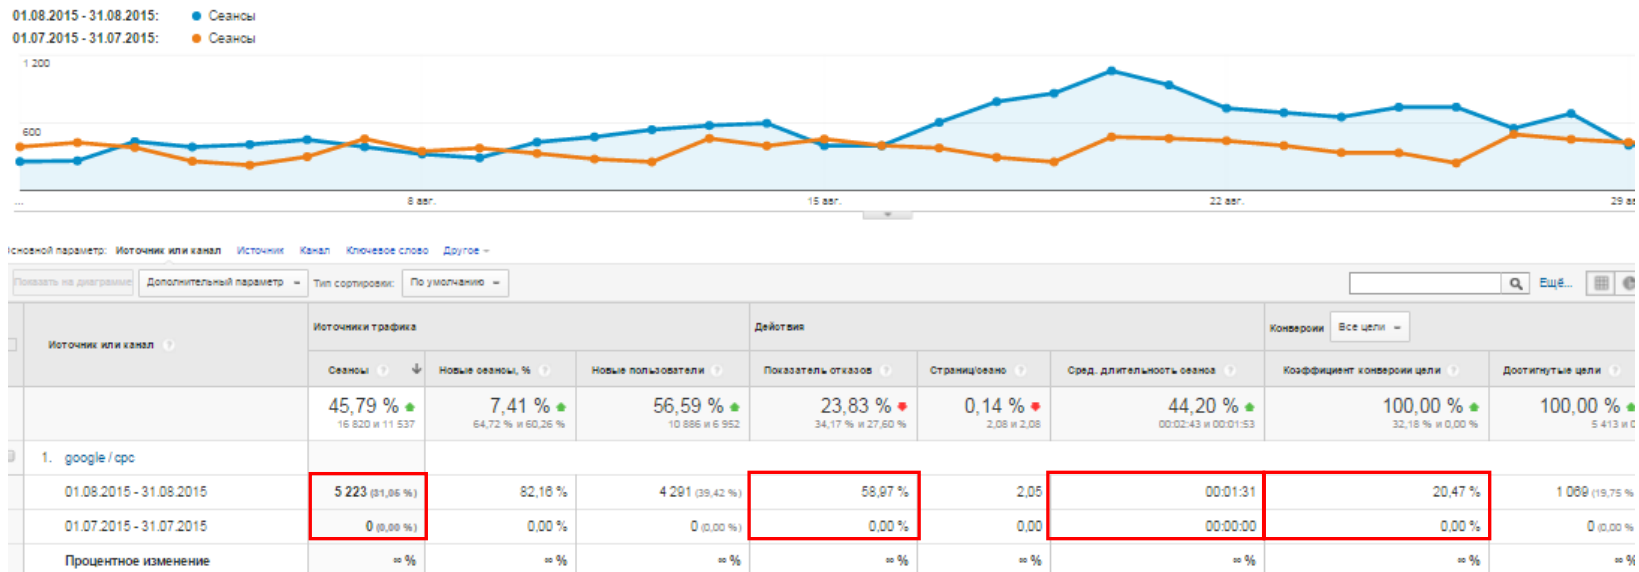 01.08.2015 - 31.08.2015: Сеансы
01.07.2015 - 31.07.2015: Сеансы
1 200
600
... 8 авг. 15 авг. 22 авг. 29 ав
Основной параметр: Источник или канал Источник Канал Ключевое слово Другое
Показать на диаграмме Дополнительный параметр Тип сортировки: По умолчанию Ещё...
Источники трафика Действия Конверсии Все цели
Источник или канал ?
Сеансы ? Новые сеансы, % ? Новые пользователи ? Показатель отказов ? Страниц/сеанс ? Сред. длительность сеанса ? Коэффициент конверсии цели ? Достигнутые цели ?
45,79 % 7,41 % 56,59 % 23,83 % 0,14 % 44,20 % 100,00 % 100,00 %
16 820 и 11 537 64,72 % и 60,26 % 10 886 и 6 952 34,17 % и 27,60 % 2,08 и 2,08 00:02:43 и 00:01:53 32,18 % и 0,00 % 5 413 и 0
1. google / cpc
01.08.2015 - 31.08.2015 5 223 (31,05 %) 82,16 % 4 291 (39,42 %) 58,97 % 2,05 00:01:31 20,47 % 1 069 (19,75 %
01.07.2015 - 31.07.2015 0 (0,00 %) 0,00 % 0 (0,00 %) 0,00 % 0,00 00:00:00 0,00 % 0 (0,00 %
Процентное изменение ∞ % ∞ % ∞ % ∞ % ∞ % ∞ % ∞ % ∞ %